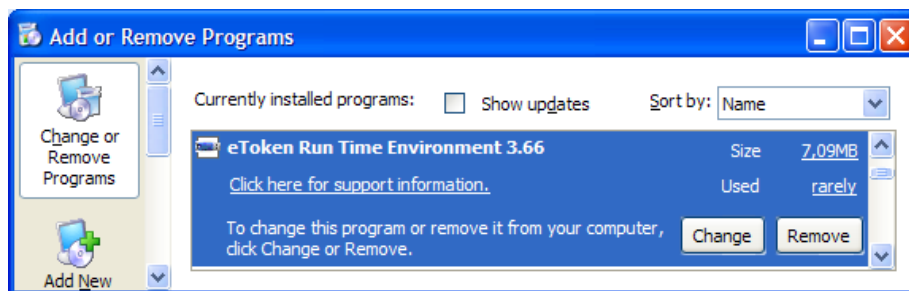 Add or Remove Programs
Change or
Remove
Programs
Add New
Currently installed programs: Show updates Sort by: Name
eToken Run Time Environment 3.66 Size 7,09MB
Click here for support information. Used rarely
To change this program or remove it from your computer,
click Change or Remove.
Change Remove